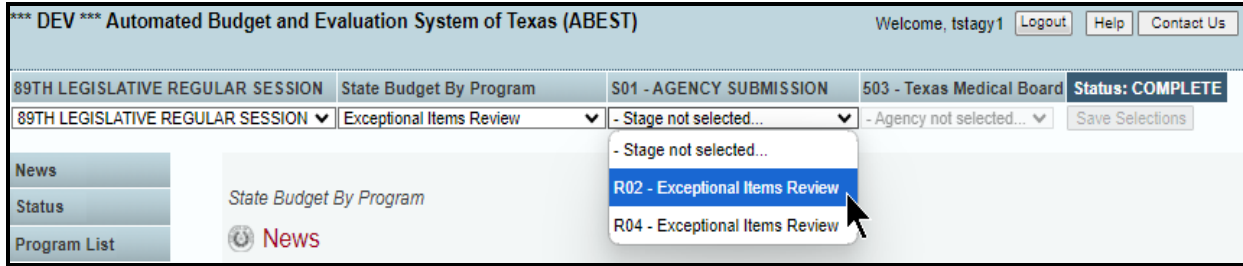 *** DEV *** Automated Budget and Evaluation System of Texas (ABEST) Welcome, tstagy1 Logout Help Contact Us
89TH LEGISLATIVE REGULAR SESSION State Budget By Program S01 - AGENCY SUBMISSION 503 - Texas Medical Board Status: COMPLETE
89TH LEGISLATIVE REGULAR SESSION Exceptional Items Review - Stage not selected... - Agency not selected... Save Selections
- Stage not selected...
News
R02 - Exceptional Items Review
Status State Budget By Program
R04 - Exceptional Items Review
Program List News